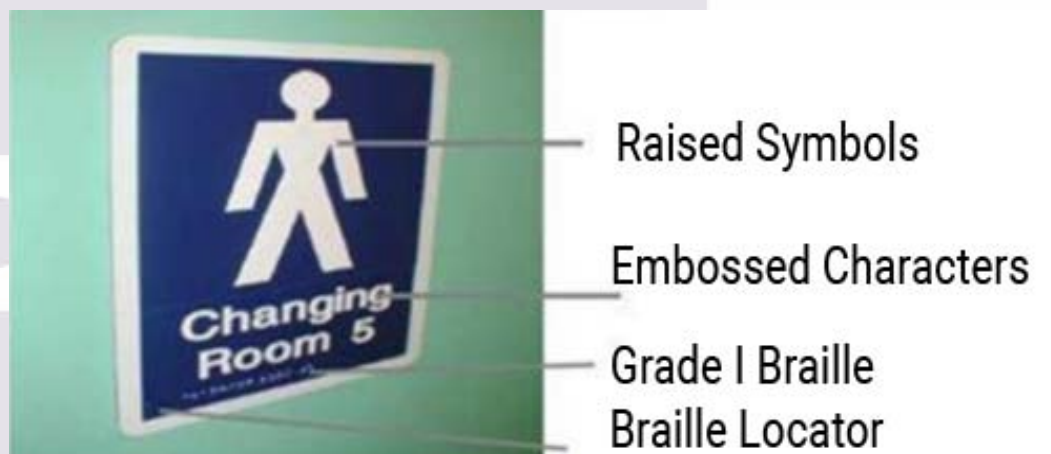 Raised Symbols
Embossed Characters
Changing
Room 5
Grade I Braille
Braille Locator